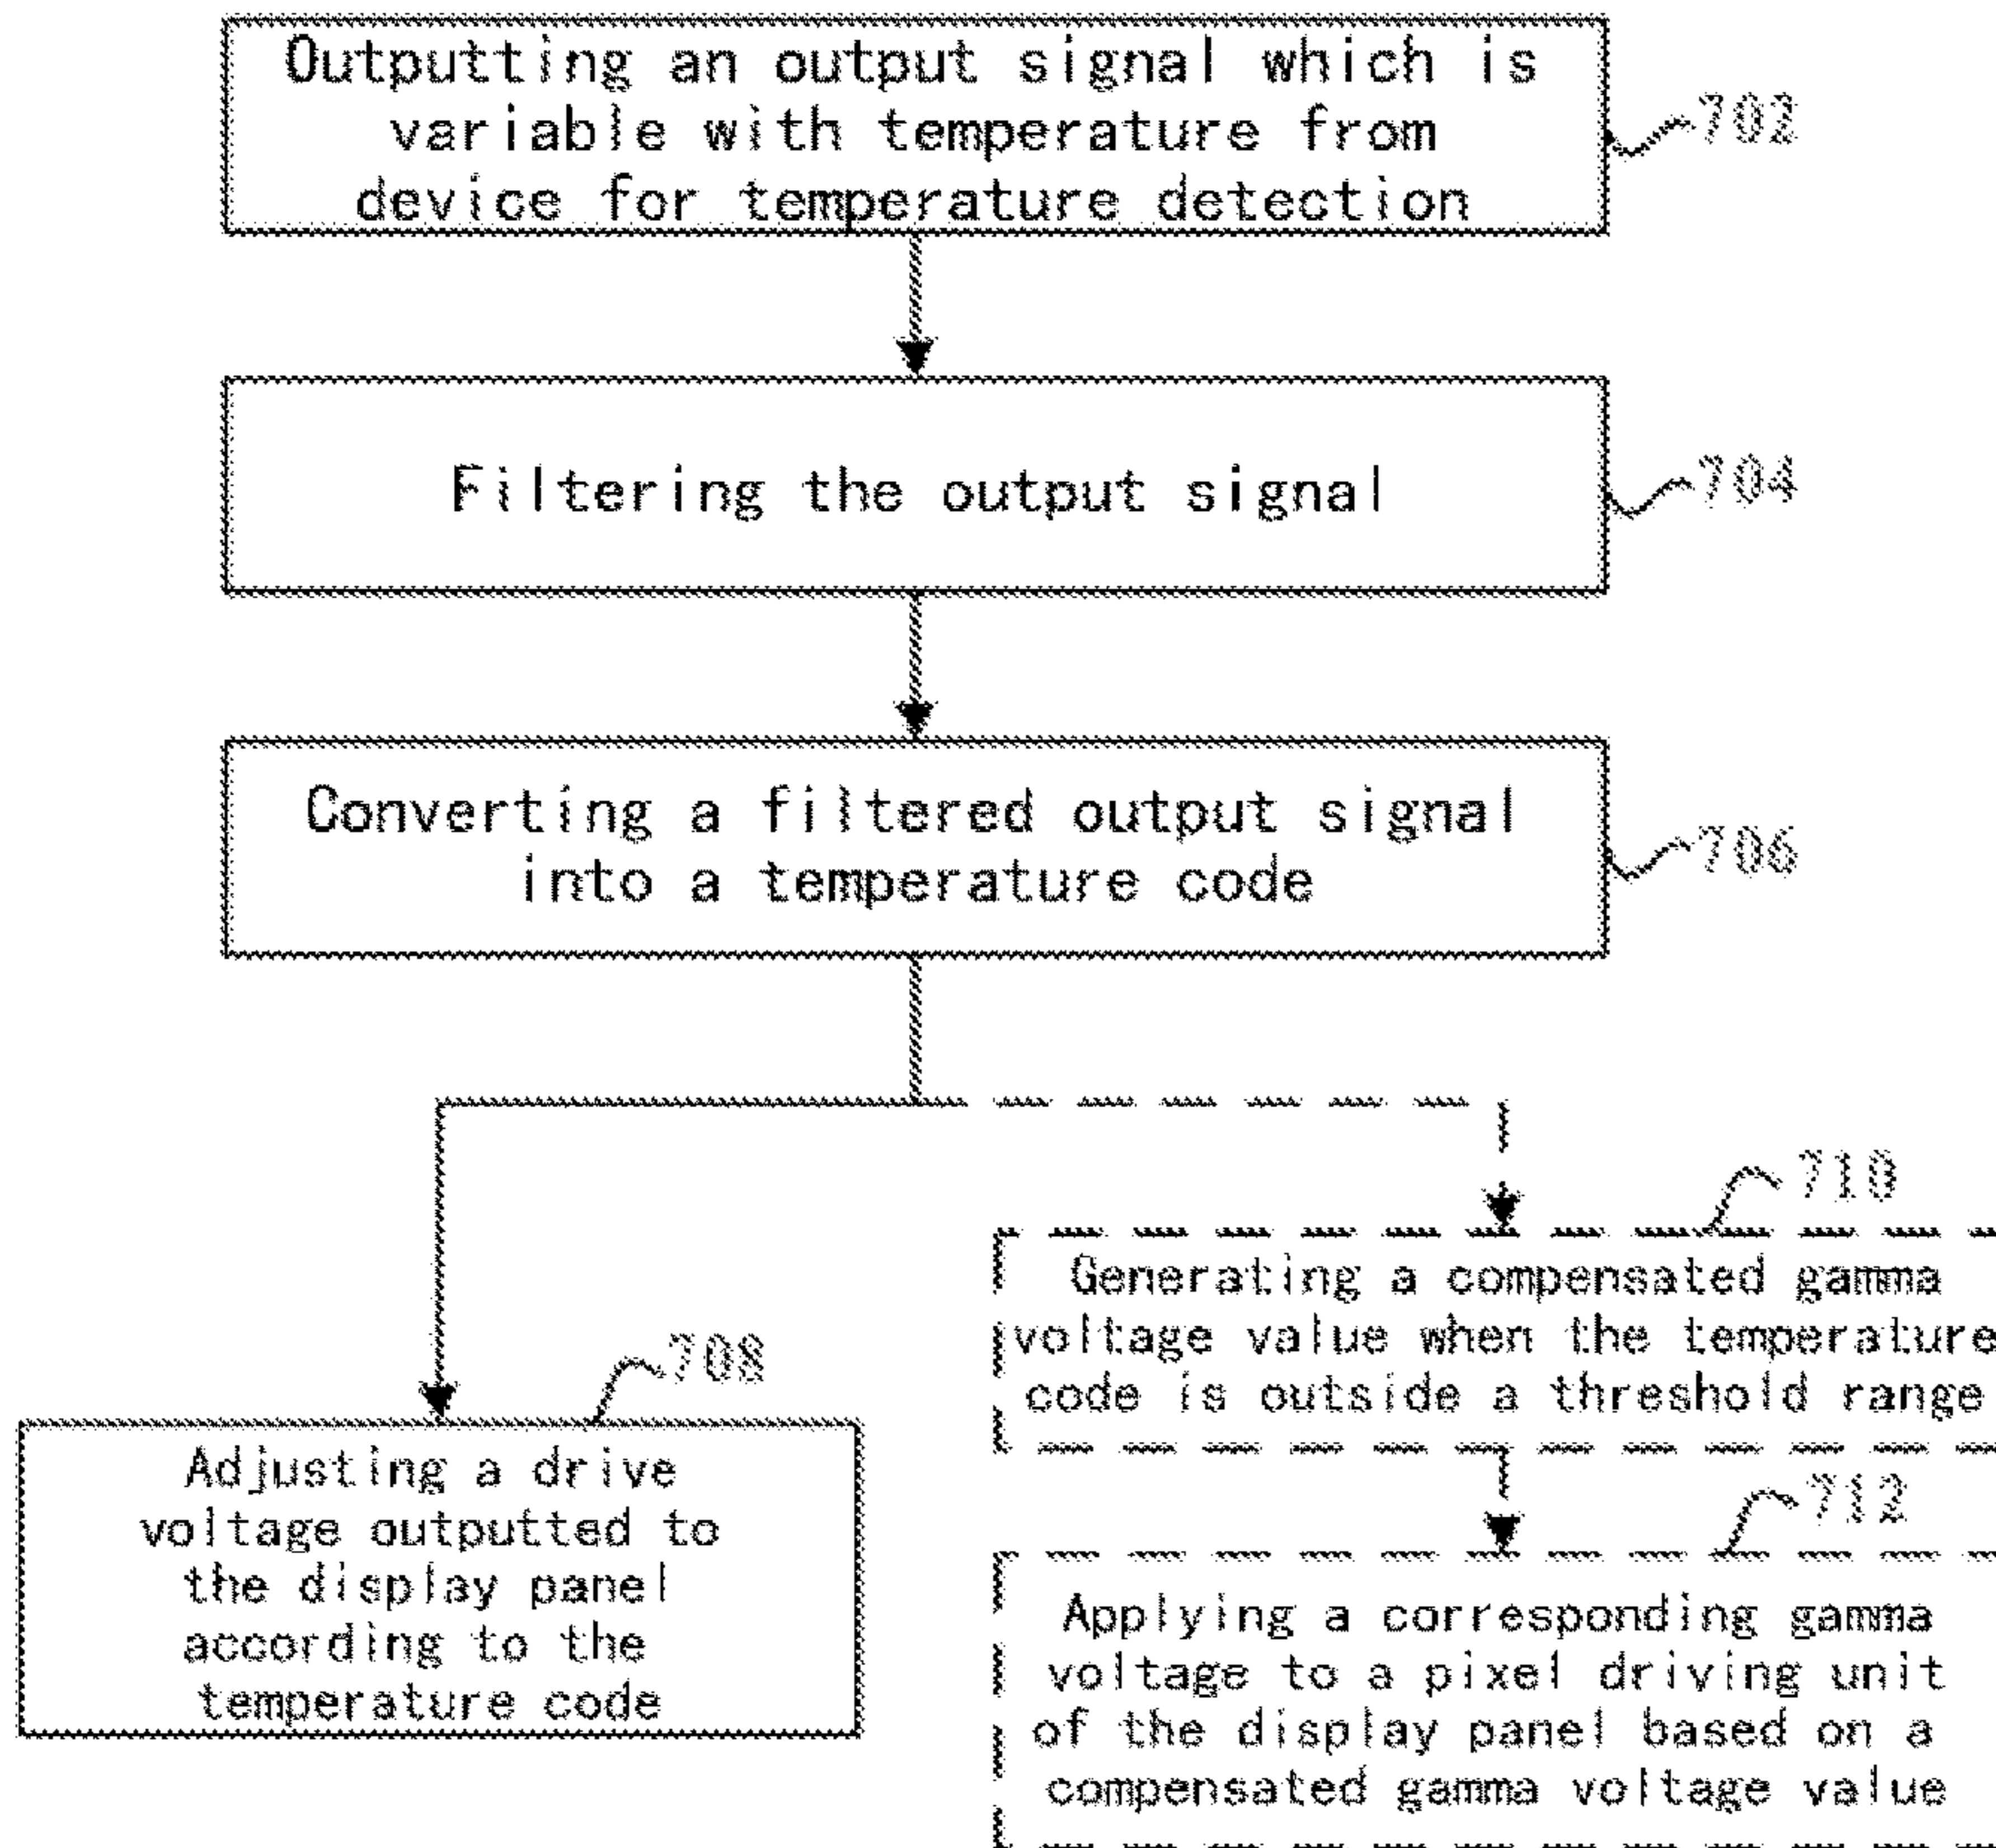 Outputting an output signal which is
variable with temperature from
device for temperature detection
702
Filtering the output signal
704
Converting a filtered output signal
into a temperature code
706
710
Generating a compensated gamma
voltage value when the temperature
code is outside a threshold range
708
Adjusting a drive
voltage outputted to
the display panel
according to the
temperature code
712
Applying a corresponding gamma
voltage to a pixel driving unit
of the display panel based on a
compensated gamma voltage value